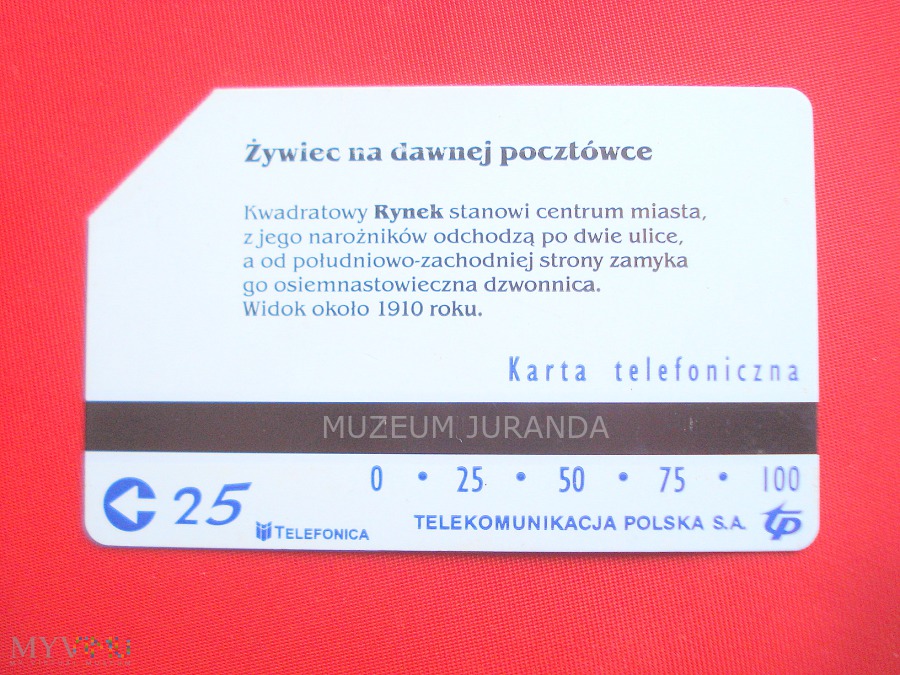 Żywiec na dawnej pocztówce
Kwadratowy Rynek stanowi centrum miasta,
z jego narożników odchodzą po dwie ulice,
a od południowo-zachodniej strony zamyka
go osiemnastowieczna dzwonnica.
Widok około 1910 roku.
Karta telefoniczna
MUZEUM JURANDA
0 • 25 • 50 • 75 • 100
25
TELEFONICA
TELEKOMUNIKACJA POLSKA S.A. tp